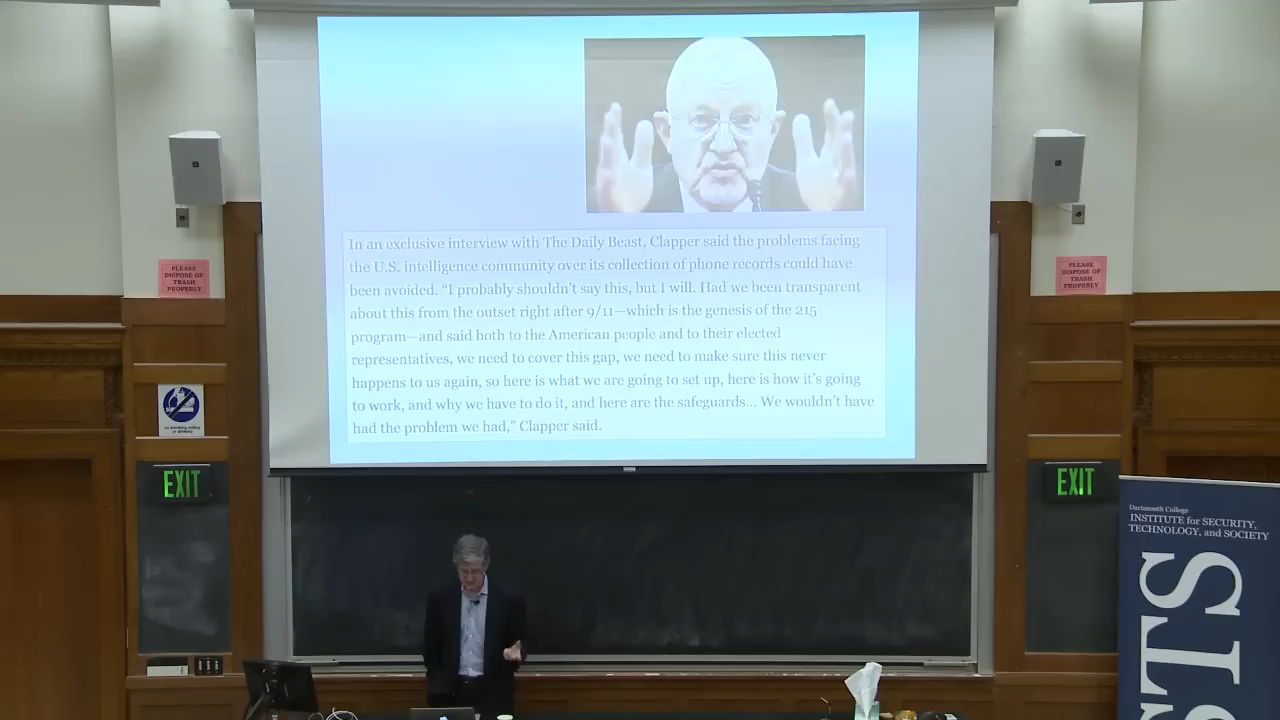 In an exclusive interview with The Daily Beast, Clapper said the problems facing
the U.S. intelligence community over its collection of phone records could have
been avoided. “I probably shouldn’t say this, but I will. Had we been transparent
about this from the outset right after 9/11—which is the genesis of the 215
program—and said both to the American people and to their elected
representatives, we need to cover this gap, we need to make sure this never
happens to us again, so here is what we are going to set up, here is how it’s going
to work, and why we have to do it, and here are the safeguards… We wouldn’t have
had the problem we had,” Clapper said.
PLEASE
DISPOSE OF
TRASH
PROPERLY
PLEASE
DISPOSE OF
TRASH
PROPERLY
EXIT
EXIT
Dartmouth College
INSTITUTE for SECURITY,
TECHNOLOGY, and SOCIETY
STS